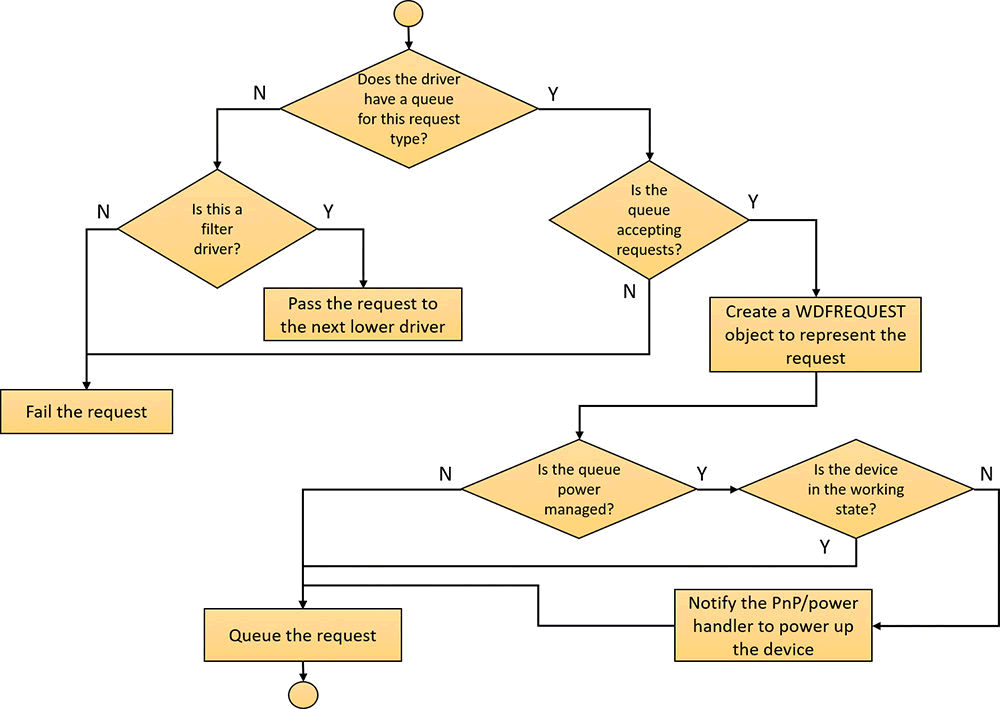 Does the driver
have a queue
for this request
type?
N
Y
Is this a
filter
driver?
N
Y
Is the
queue
accepting
requests?
Y
N
Pass the request to
the next lower driver
Create a WDFREQUEST
object to represent the
request
Fail the request
Is the queue
power
managed?
N
Y
Is the device
in the working
state?
N
Y
Notify the PnP/power
handler to power up
the device
Queue the request